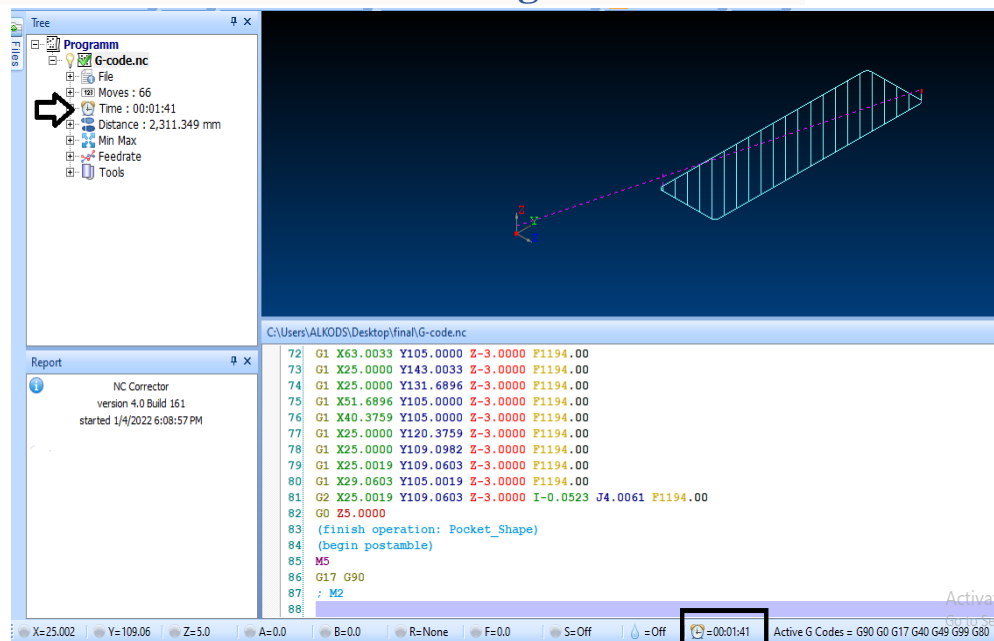 Tree
Files
Programm
G-code.nc
File
Moves : 66
Time : 00:01:41
Distance : 2,311.349 mm
Min Max
Feedrate
Tools
Z
Y
Report
NC Corrector
version 4.0 Build 161
started 1/4/2022 6:08:57 PM
C:\Users\ALKODS\Desktop\final\G-code.nc
72 G1 X63.0033 Y105.0000 Z-3.0000 F1194.00
73 G1 X25.0000 Y143.0033 Z-3.0000 F1194.00
74 G1 X25.0000 Y131.6896 Z-3.0000 F1194.00
75 G1 X51.6896 Y105.0000 Z-3.0000 F1194.00
76 G1 X40.3759 Y105.0000 Z-3.0000 F1194.00
77 G1 X25.0000 Y120.3759 Z-3.0000 F1194.00
78 G1 X25.0000 Y109.0982 Z-3.0000 F1194.00
79 G1 X25.0019 Y109.0603 Z-3.0000 F1194.00
80 G1 X29.0603 Y105.0019 Z-3.0000 F1194.00
81 G2 X25.0019 Y109.0603 Z-3.0000 I-0.0523 J4.0061 F1194.00
82 G0 Z5.0000
83 (finish operation: Pocket_Shape)
84 (begin postamble)
85 M5
86 G17 G90
87 ; M2
88
Activa
Go to Se
X=25.002 Y=109.06 Z=5.0 A=0.0 B=0.0 R=None F=0.0 S=Off =Off =00:01:41 Active G Codes = G90 G0 G17 G40 G49 G99 G80